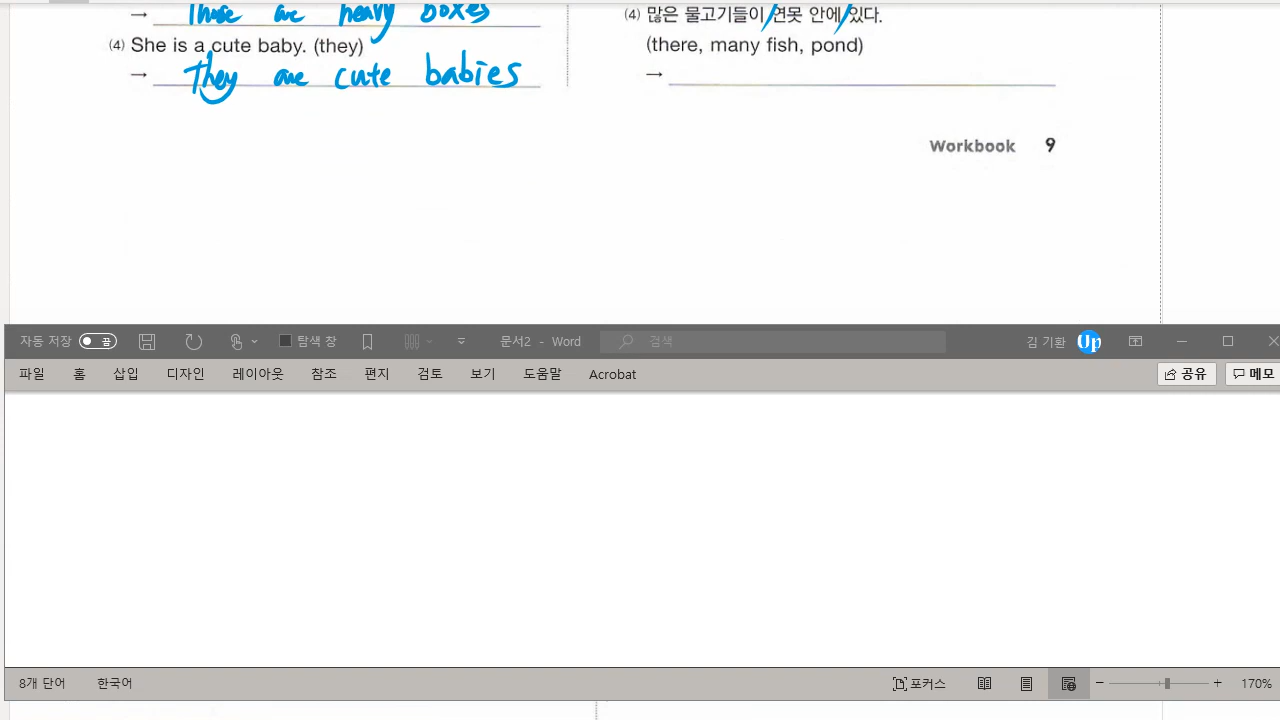 → Those are heavy boxes
(4) She is a cute baby. (they)
→ They are cute babies
(4) 많은 물고기들이/연못 안에/있다.
(there, many fish, pond)
→
Workbook 9
자동 저장 끔 탐색 창 문서2 - Word 검색 김 기환 Up
파일 홈 삽입 디자인 레이아웃 참조 편지 검토 보기 도움말 Acrobat 공유 메모
8개 단어 한국어 포커스 - + 170%